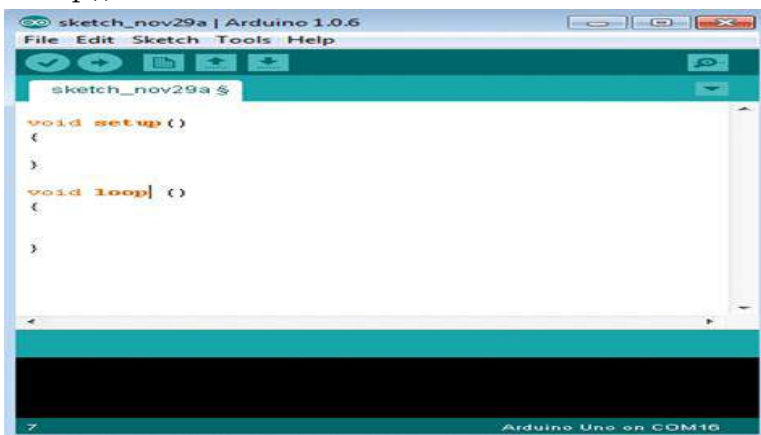 sketch_nov29a | Arduino 1.0.6
File Edit Sketch Tools Help
sketch_nov29a §
void setup()
{
}
void loop ()
{
}
7 Arduino Uno on COM16